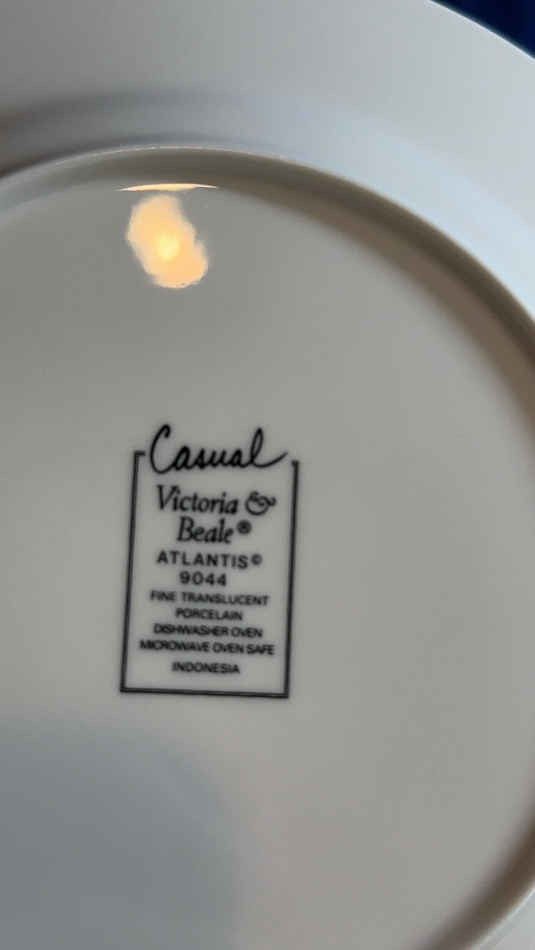 Casual
Victoria &
Beale®
ATLANTIS©
9044
FINE TRANSLUCENT
PORCELAIN
DISHWASHER OVEN
MICROWAVE OVEN SAFE
INDONESIA